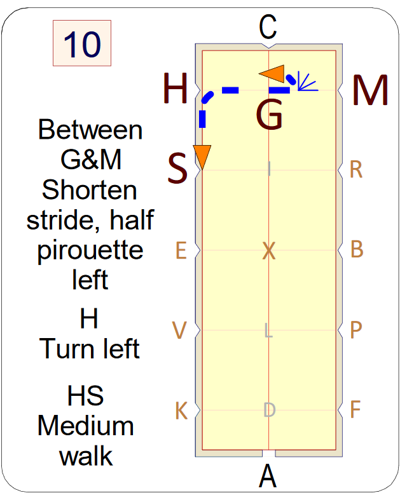 10
C
H
G
M
Between
G&M
Shorten
stride, half
pirouette
left
S
I
R
E
X
B
H
Turn left
V
L
P
HS
Medium
walk
K
D
F
A